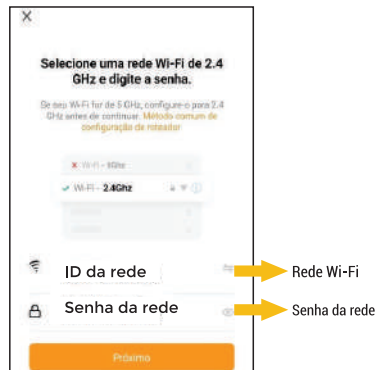 Selecione uma rede Wi-Fi de 2.4
GHz e digite a senha.
Se seu Wi-Fi for de 5 GHz, configure-o para 2.4
GHz antes de continuar. Método comum de
configuração de roteador
Wi-Fi - 5Ghz
Wi-Fi - 2.4Ghz
ID da rede
Rede Wi-Fi
Senha da rede
Senha da rede
Próximo